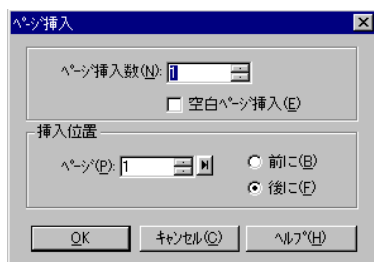 ﾍﾟｰｼﾞ挿入
ﾍﾟｰｼﾞ挿入数(N): 1
空白ﾍﾟｰｼﾞ挿入(E)
挿入位置
ﾍﾟｰｼﾞ(P): 1
前に(B)
後に(F)
OK ｷｬﾝｾﾙ(C) ﾍﾙﾌﾟ(H)